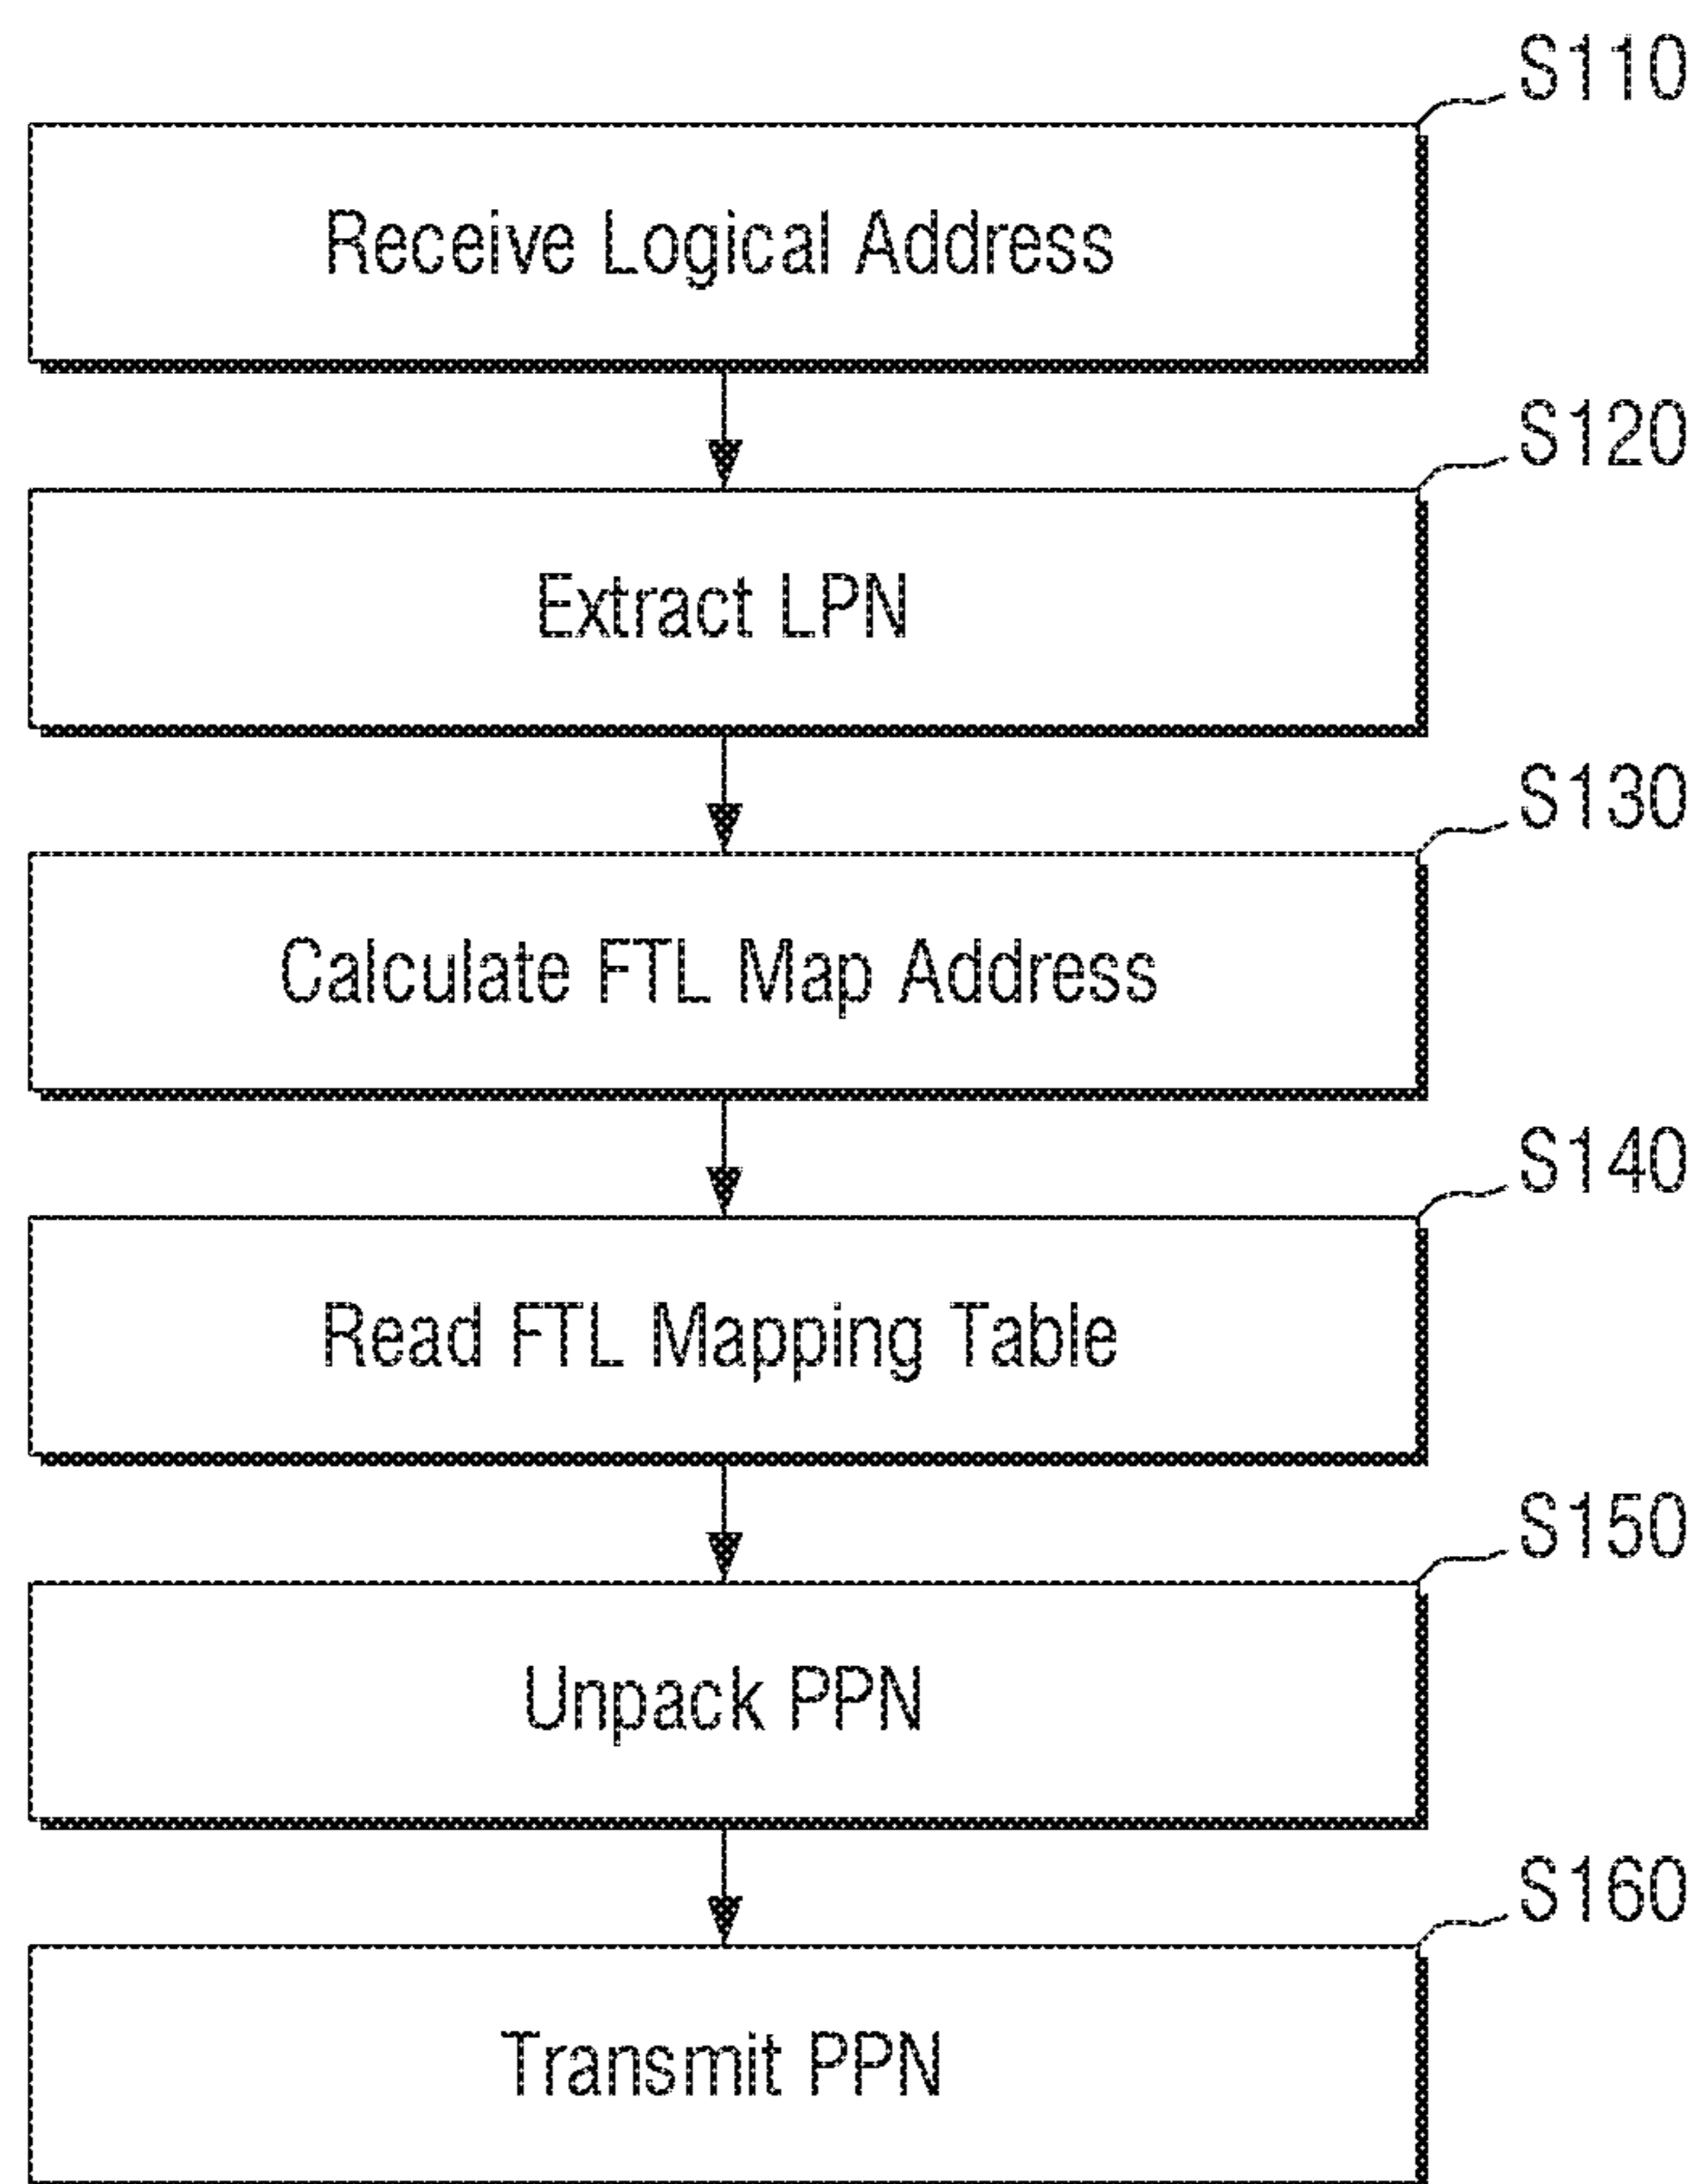 S110
Receive Logical Address
S120
Extract LPN
S130
Calculate FTL Map Address
S140
Read FTL Mapping Table
S150
Unpack PPN
S160
Transmit PPN